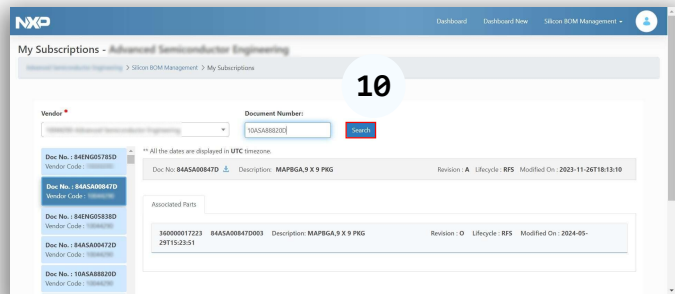 NXP
Dashboard Dashboard New Silicon BOM Management
My Subscriptions - Advanced Semiconductor Engineering
> Silicon BOM Management > My Subscriptions
10
Vendor * Document Number:
10ASA88820D Search
** All the dates are displayed in UTC timezone.
Doc No. : 84ENG05785D
Vendor Code :
Doc No: 84ASA00847D Description: MAPBGA,9 X 9 PKG Revision : A Lifecycle : RFS Modified On : 2023-11-26T18:13:10
Doc No. : 84ASA00847D
Vendor Code :
Associated Parts
Doc No. : 84ENG05838D
Vendor Code :
360000017223 84ASA00847D003 Description: MAPBGA,9 X 9 PKG Revision : O Lifecycle : RFS Modified On : 2024-05-
29T15:23:51
Doc No. : 84ASA00472D
Vendor Code :
Doc No. : 10ASA88820D
Vendor Code :